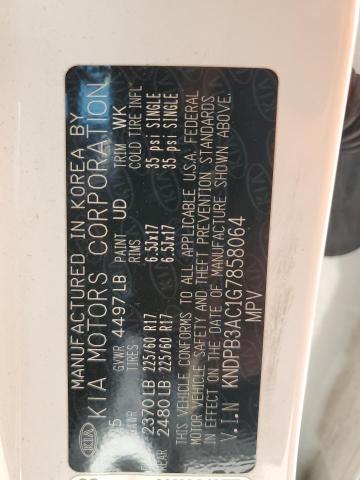 MANUFACTURED IN KOREA BY
KIA MOTORS CORPORATION
GVWR PAINT TRIM
4497 LB UD WK
TIRES RIMS COLD TIRE INFL
2370 LB 225/60 R17 6.5Jx17 35 psi SINGLE
2480 LB 225/60 R17 6.5Jx17 35 psi SINGLE
THIS VEHICLE CONFORMS TO ALL APPLICABLE U.S.A. FEDERAL
MOTOR VEHICLE SAFETY AND THEFT PREVENTION STANDARDS
IN EFFECT ON THE DATE OF MANUFACTURE SHOWN ABOVE.
V.I.N KNDPB3AC1G7858064
MPV
KIA